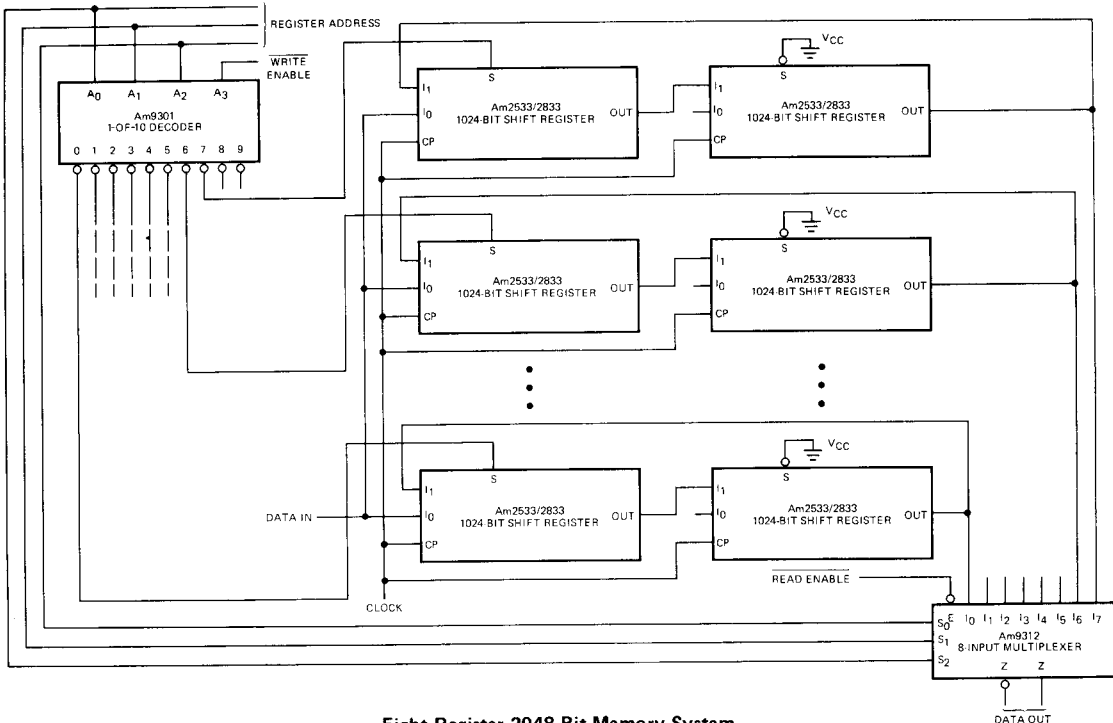 REGISTER ADDRESS
WRITE
ENABLE
A0 A1 A2 A3
Am9301
1-OF-10 DECODER
0 1 2 3 4 5 6 7 8 9
VCC
S
I1
I0
CP
Am2533/2833
1024-BIT SHIFT REGISTER
OUT
S
I1
I0
CP
Am2533/2833
1024-BIT SHIFT REGISTER
OUT
VCC
S
I1
I0
CP
Am2533/2833
1024-BIT SHIFT REGISTER
OUT
S
I1
I0
CP
Am2533/2833
1024-BIT SHIFT REGISTER
OUT
VCC
S
I1
I0
CP
Am2533/2833
1024-BIT SHIFT REGISTER
OUT
S
I1
I0
CP
Am2533/2833
1024-BIT SHIFT REGISTER
OUT
DATA IN
CLOCK
READ ENABLE
E I0 I1 I2 I3 I4 I5 I6 I7
S0
S1
S2
Am9312
8-INPUT MULTIPLEXER
Z Z
DATA OUT
Eight Register 2048-Bit Memory System